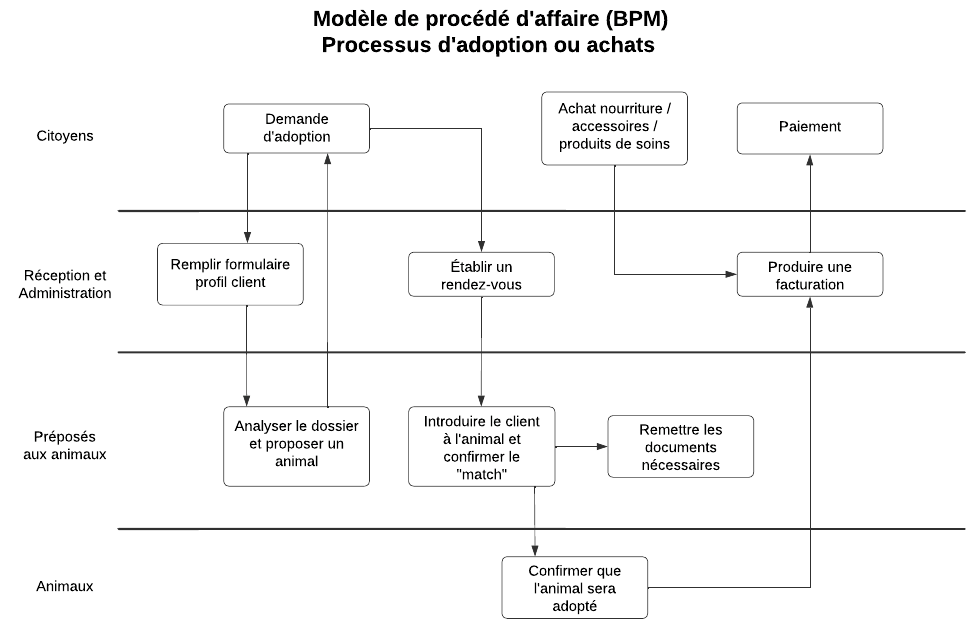 Modèle de procédé d'affaire (BPM)
Processus d'adoption ou achats
Citoyens
Demande
d'adoption
Achat nourriture /
accessoires /
produits de soins
Paiement
Réception et
Administration
Remplir formulaire
profil client
Établir un
rendez-vous
Produire une
facturation
Préposés
aux animaux
Analyser le dossier
et proposer un
animal
Introduire le client
à l'animal et
confirmer le
"match"
Remettre les
documents
nécessaires
Animaux
Confirmer que
l'animal sera
adopté